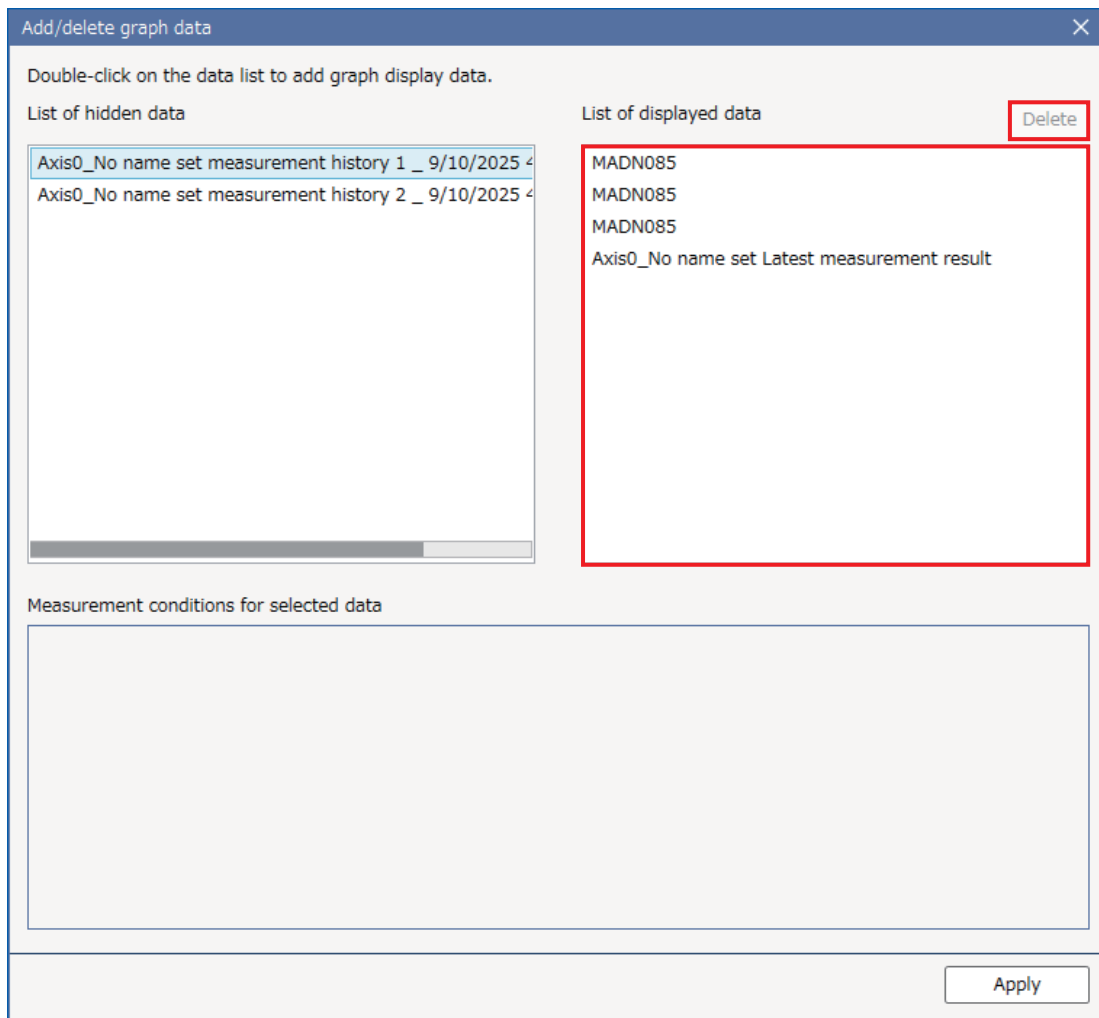 Add/delete graph data
Double-click on the data list to add graph display data.
List of hidden data
Axis0_No name set measurement history 1 _ 9/10/2025
Axis0_No name set measurement history 2 _ 9/10/2025
List of displayed data
Delete
MADN085
MADN085
MADN085
Axis0_No name set Latest measurement result
Measurement conditions for selected data
Apply